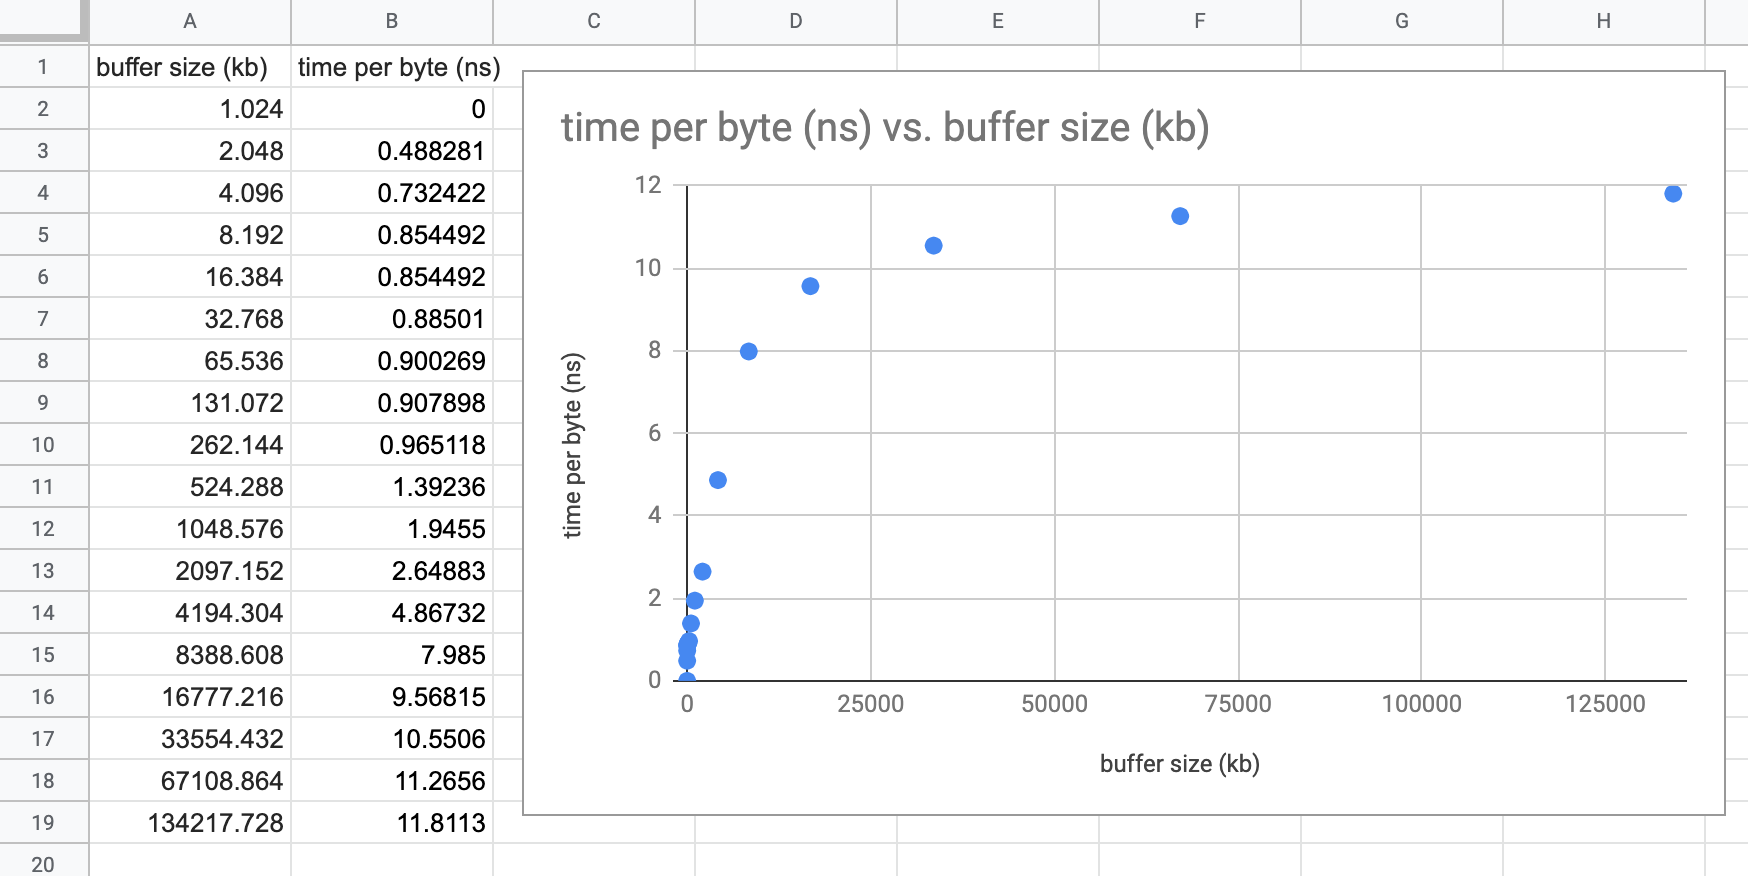 A B C D E F G H
1 buffer size (kb) time per byte (ns)
2 1.024 0
3 2.048 0.488281
4 4.096 0.732422
5 8.192 0.854492
6 16.384 0.854492
7 32.768 0.88501
8 65.536 0.900269
9 131.072 0.907898
10 262.144 0.965118
11 524.288 1.39236
12 1048.576 1.9455
13 2097.152 2.64883
14 4194.304 4.86732
15 8388.608 7.985
16 16777.216 9.56815
17 33554.432 10.5506
18 67108.864 11.2656
19 134217.728 11.8113
20
time per byte (ns) vs. buffer size (kb)
time per byte (ns)
12
10
8
6
4
2
0
0 25000 50000 75000 100000 125000
buffer size (kb)